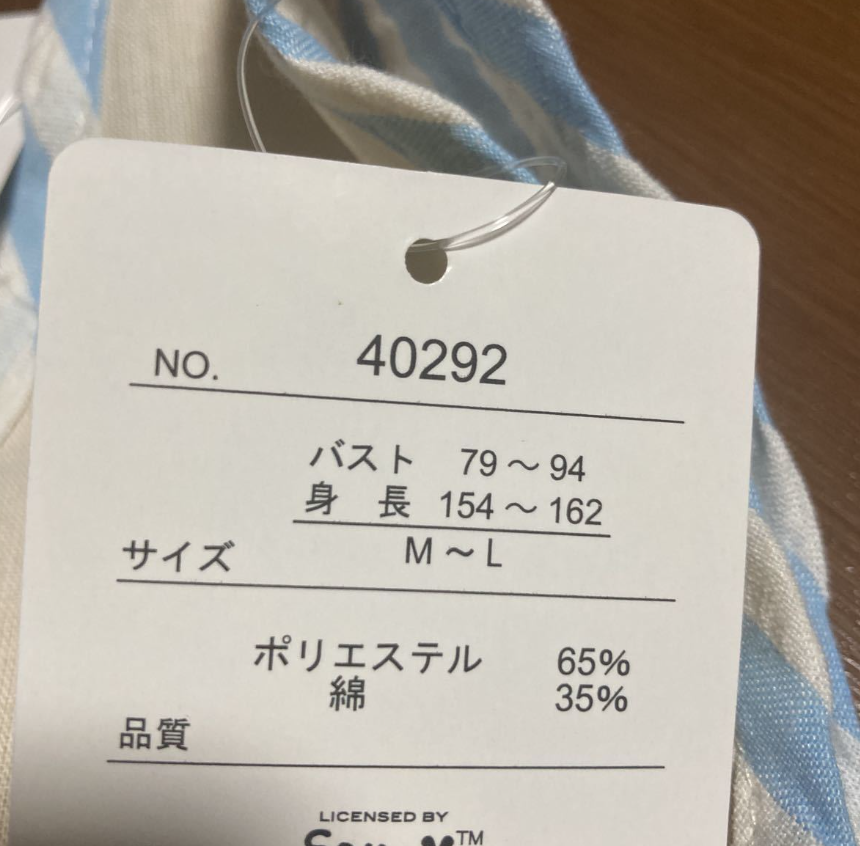 NO. 40292
バスト 79～94
身 長 154～162
サイズ M～L
ポリエステル 65%
綿 35%
品質
LICENSED BY